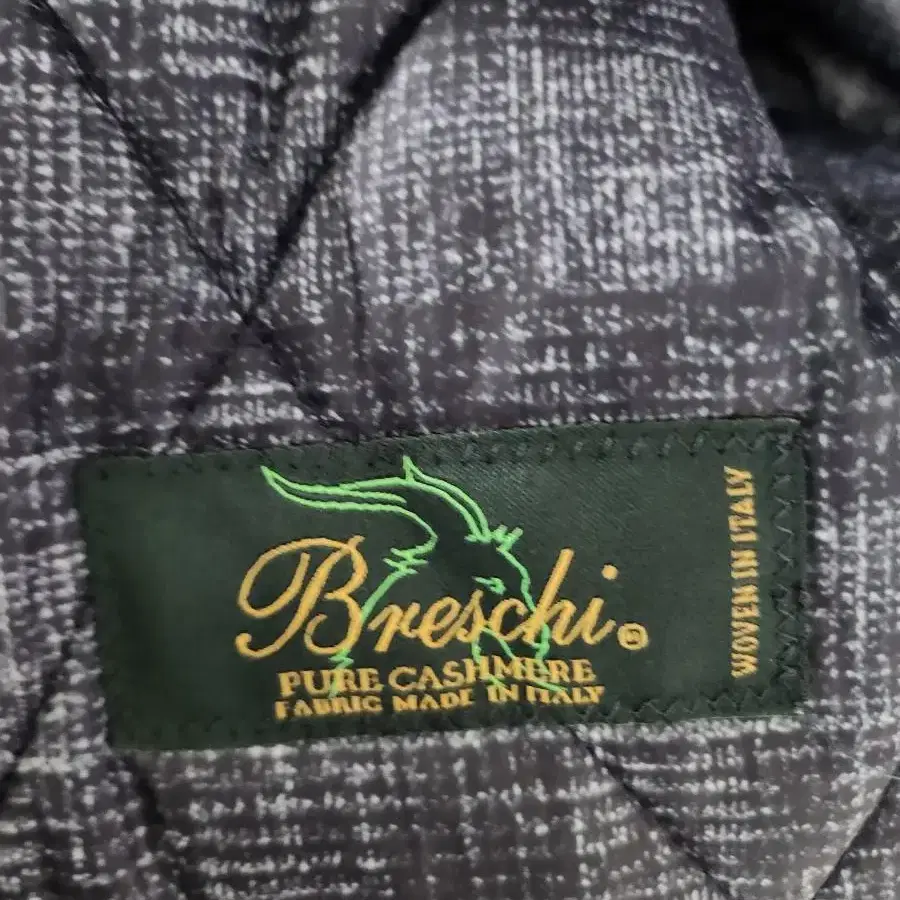 Breschi ®
PURE CASHMERE
FABRIC MADE IN ITALY
WOVEN IN ITALY